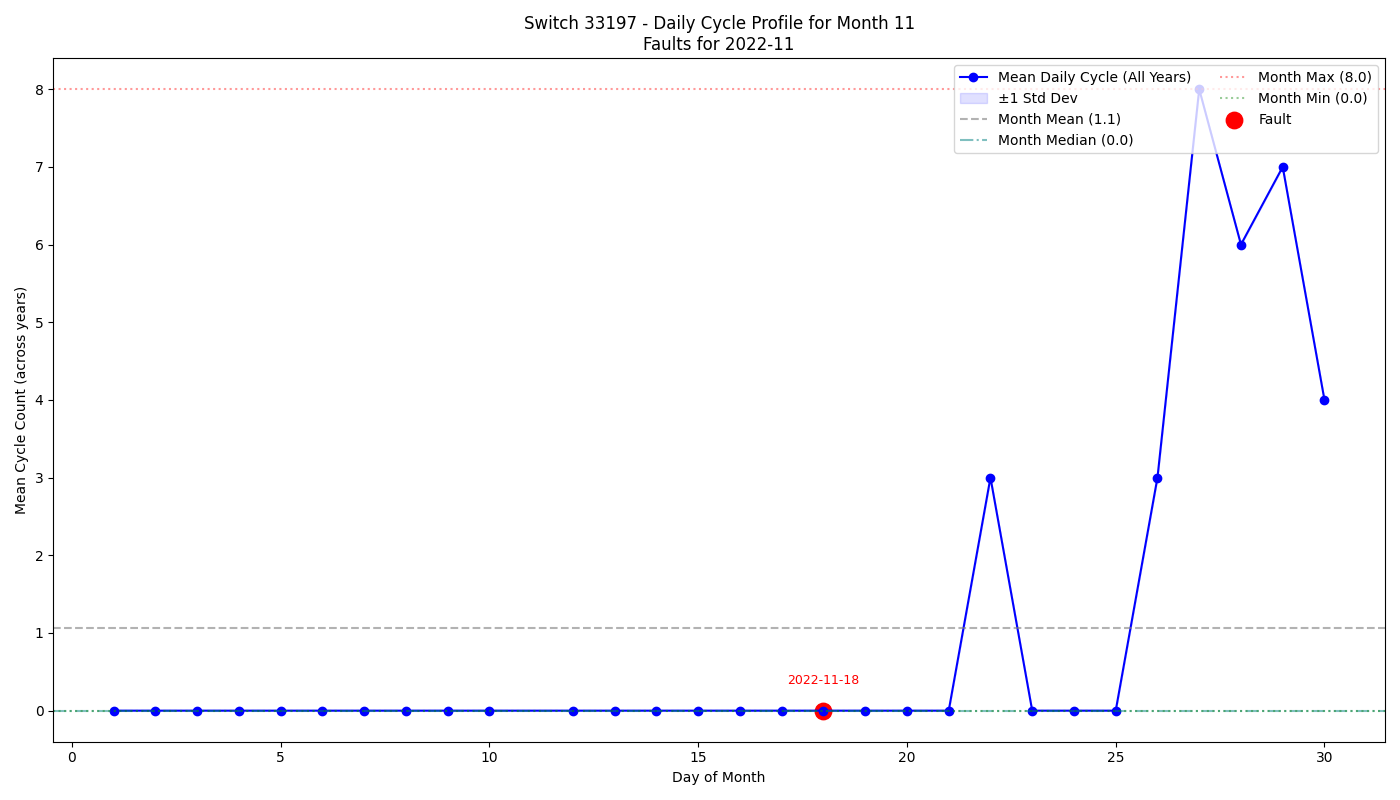 Switch 33197 - Daily Cycle Profile for Month 11
Faults for 2022-11
Mean Daily Cycle (All Years)
±1 Std Dev
Month Mean (1.1)
Month Median (0.0)
Month Max (8.0)
Month Min (0.0)
Fault
Mean Cycle Count (across years)
8
7
6
5
4
3
2
1
0
2022-11-18
0
5
10
15
20
25
30
Day of Month